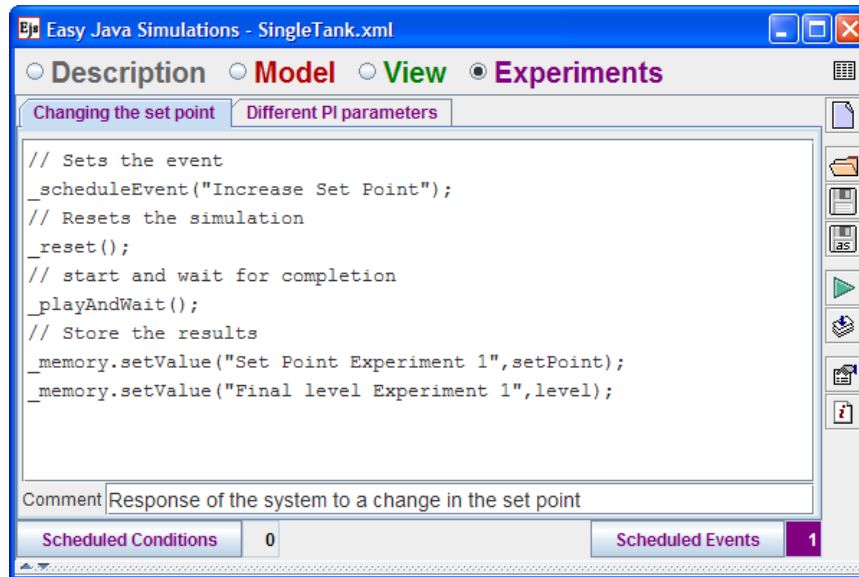 Ejs Easy Java Simulations - SingleTank.xml
Description Model View Experiments
Changing the set point Different PI parameters
// Sets the event
_scheduleEvent("Increase Set Point");
// Resets the simulation
_reset();
// start and wait for completion
_playAndWait();
// Store the results
_memory.setValue("Set Point Experiment 1",setPoint);
_memory.setValue("Final level Experiment 1",level);
as
i
Comment Response of the system to a change in the set point
Scheduled Conditions 0 Scheduled Events 1